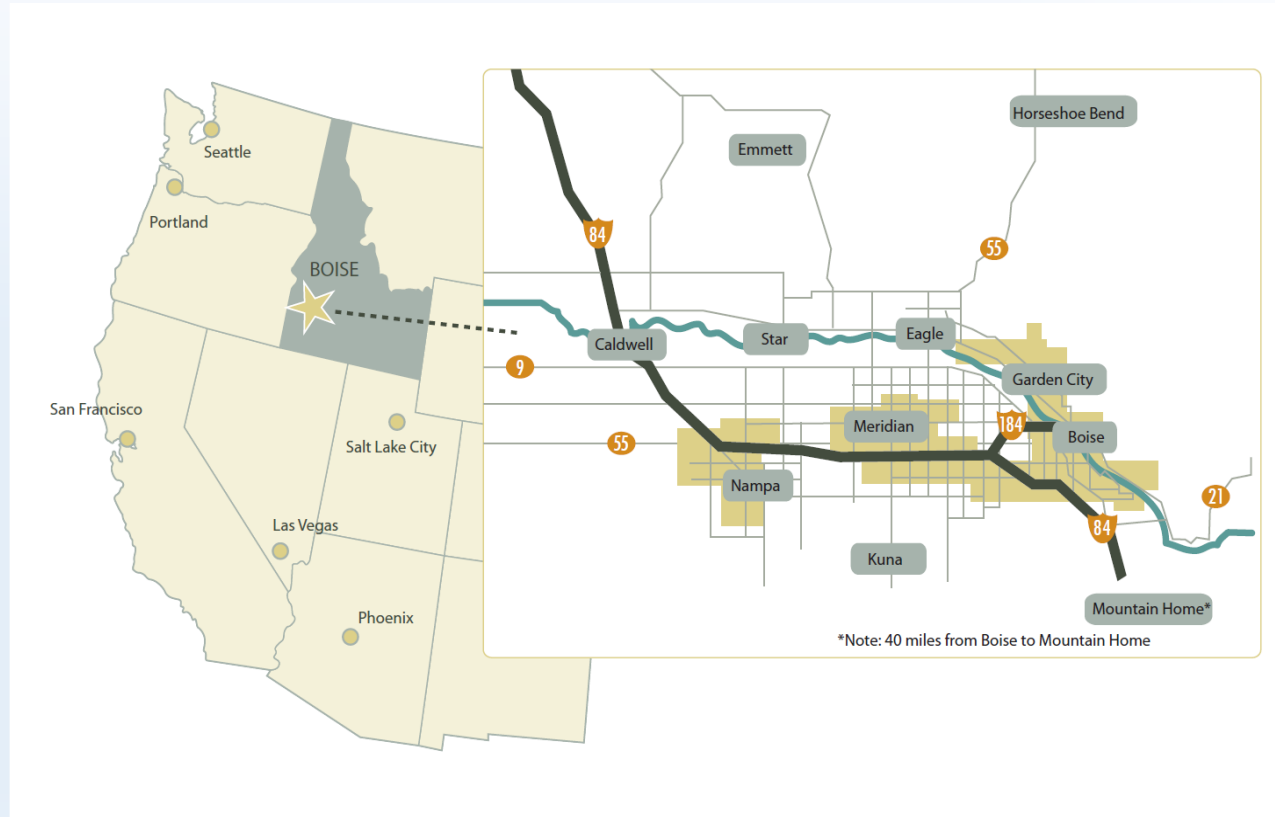 Seattle
Portland
BOISE
San Francisco
Salt Lake City
Las Vegas
Phoenix
Horseshoe Bend
Emmett
84
55
Caldwell
Star
Eagle
9
Garden City
55
Meridian
184
Boise
Nampa
21
84
Kuna
Mountain Home*
*Note: 40 miles from Boise to Mountain Home